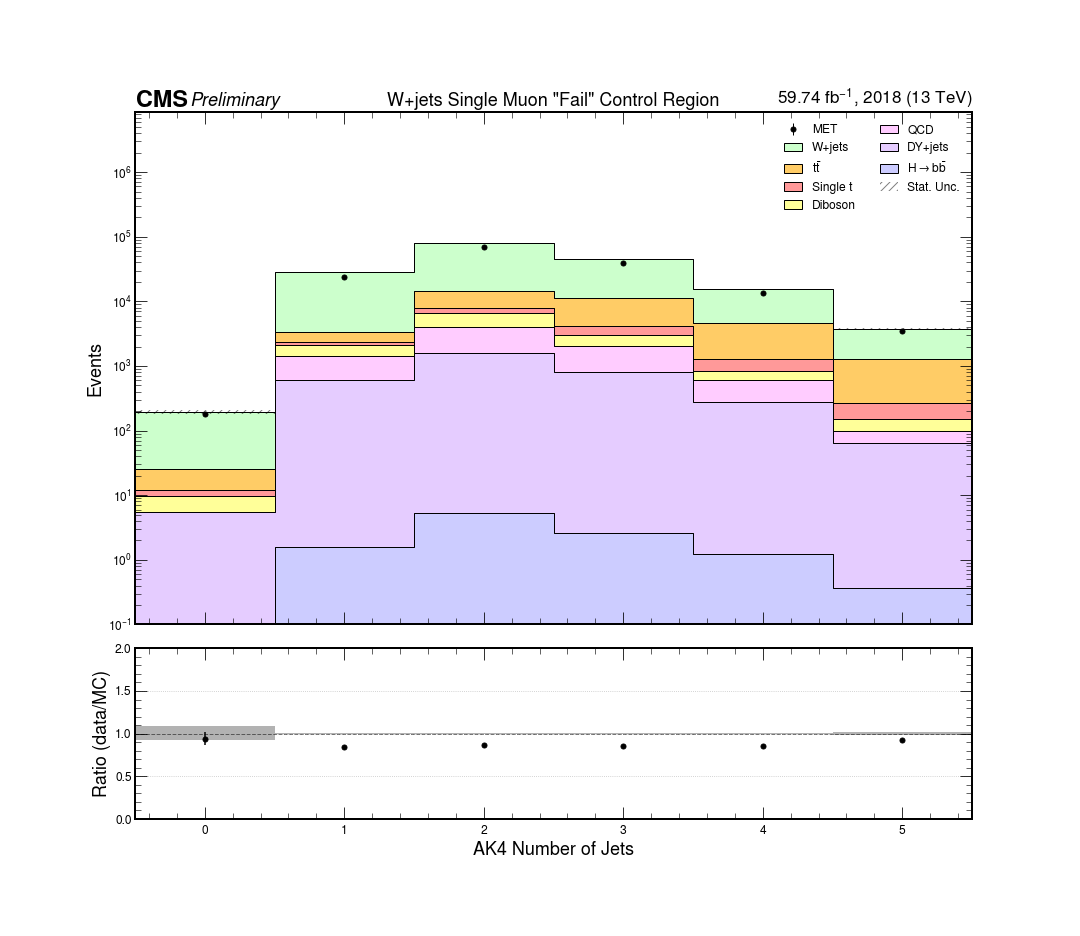 CMS Preliminary W+jets Single Muon "Fail" Control Region 59.74 fb⁻¹, 2018 (13 TeV)
MET QCD
W+jets DY+jets
tt̄ H→bb̄
Single t Stat. Unc.
Diboson
Events
10⁶
10⁵
10⁴
10³
10²
10¹
10⁰
10⁻¹
Ratio (data/MC)
2.0
1.5
1.0
0.5
0.0
0 1 2 3 4 5
AK4 Number of Jets